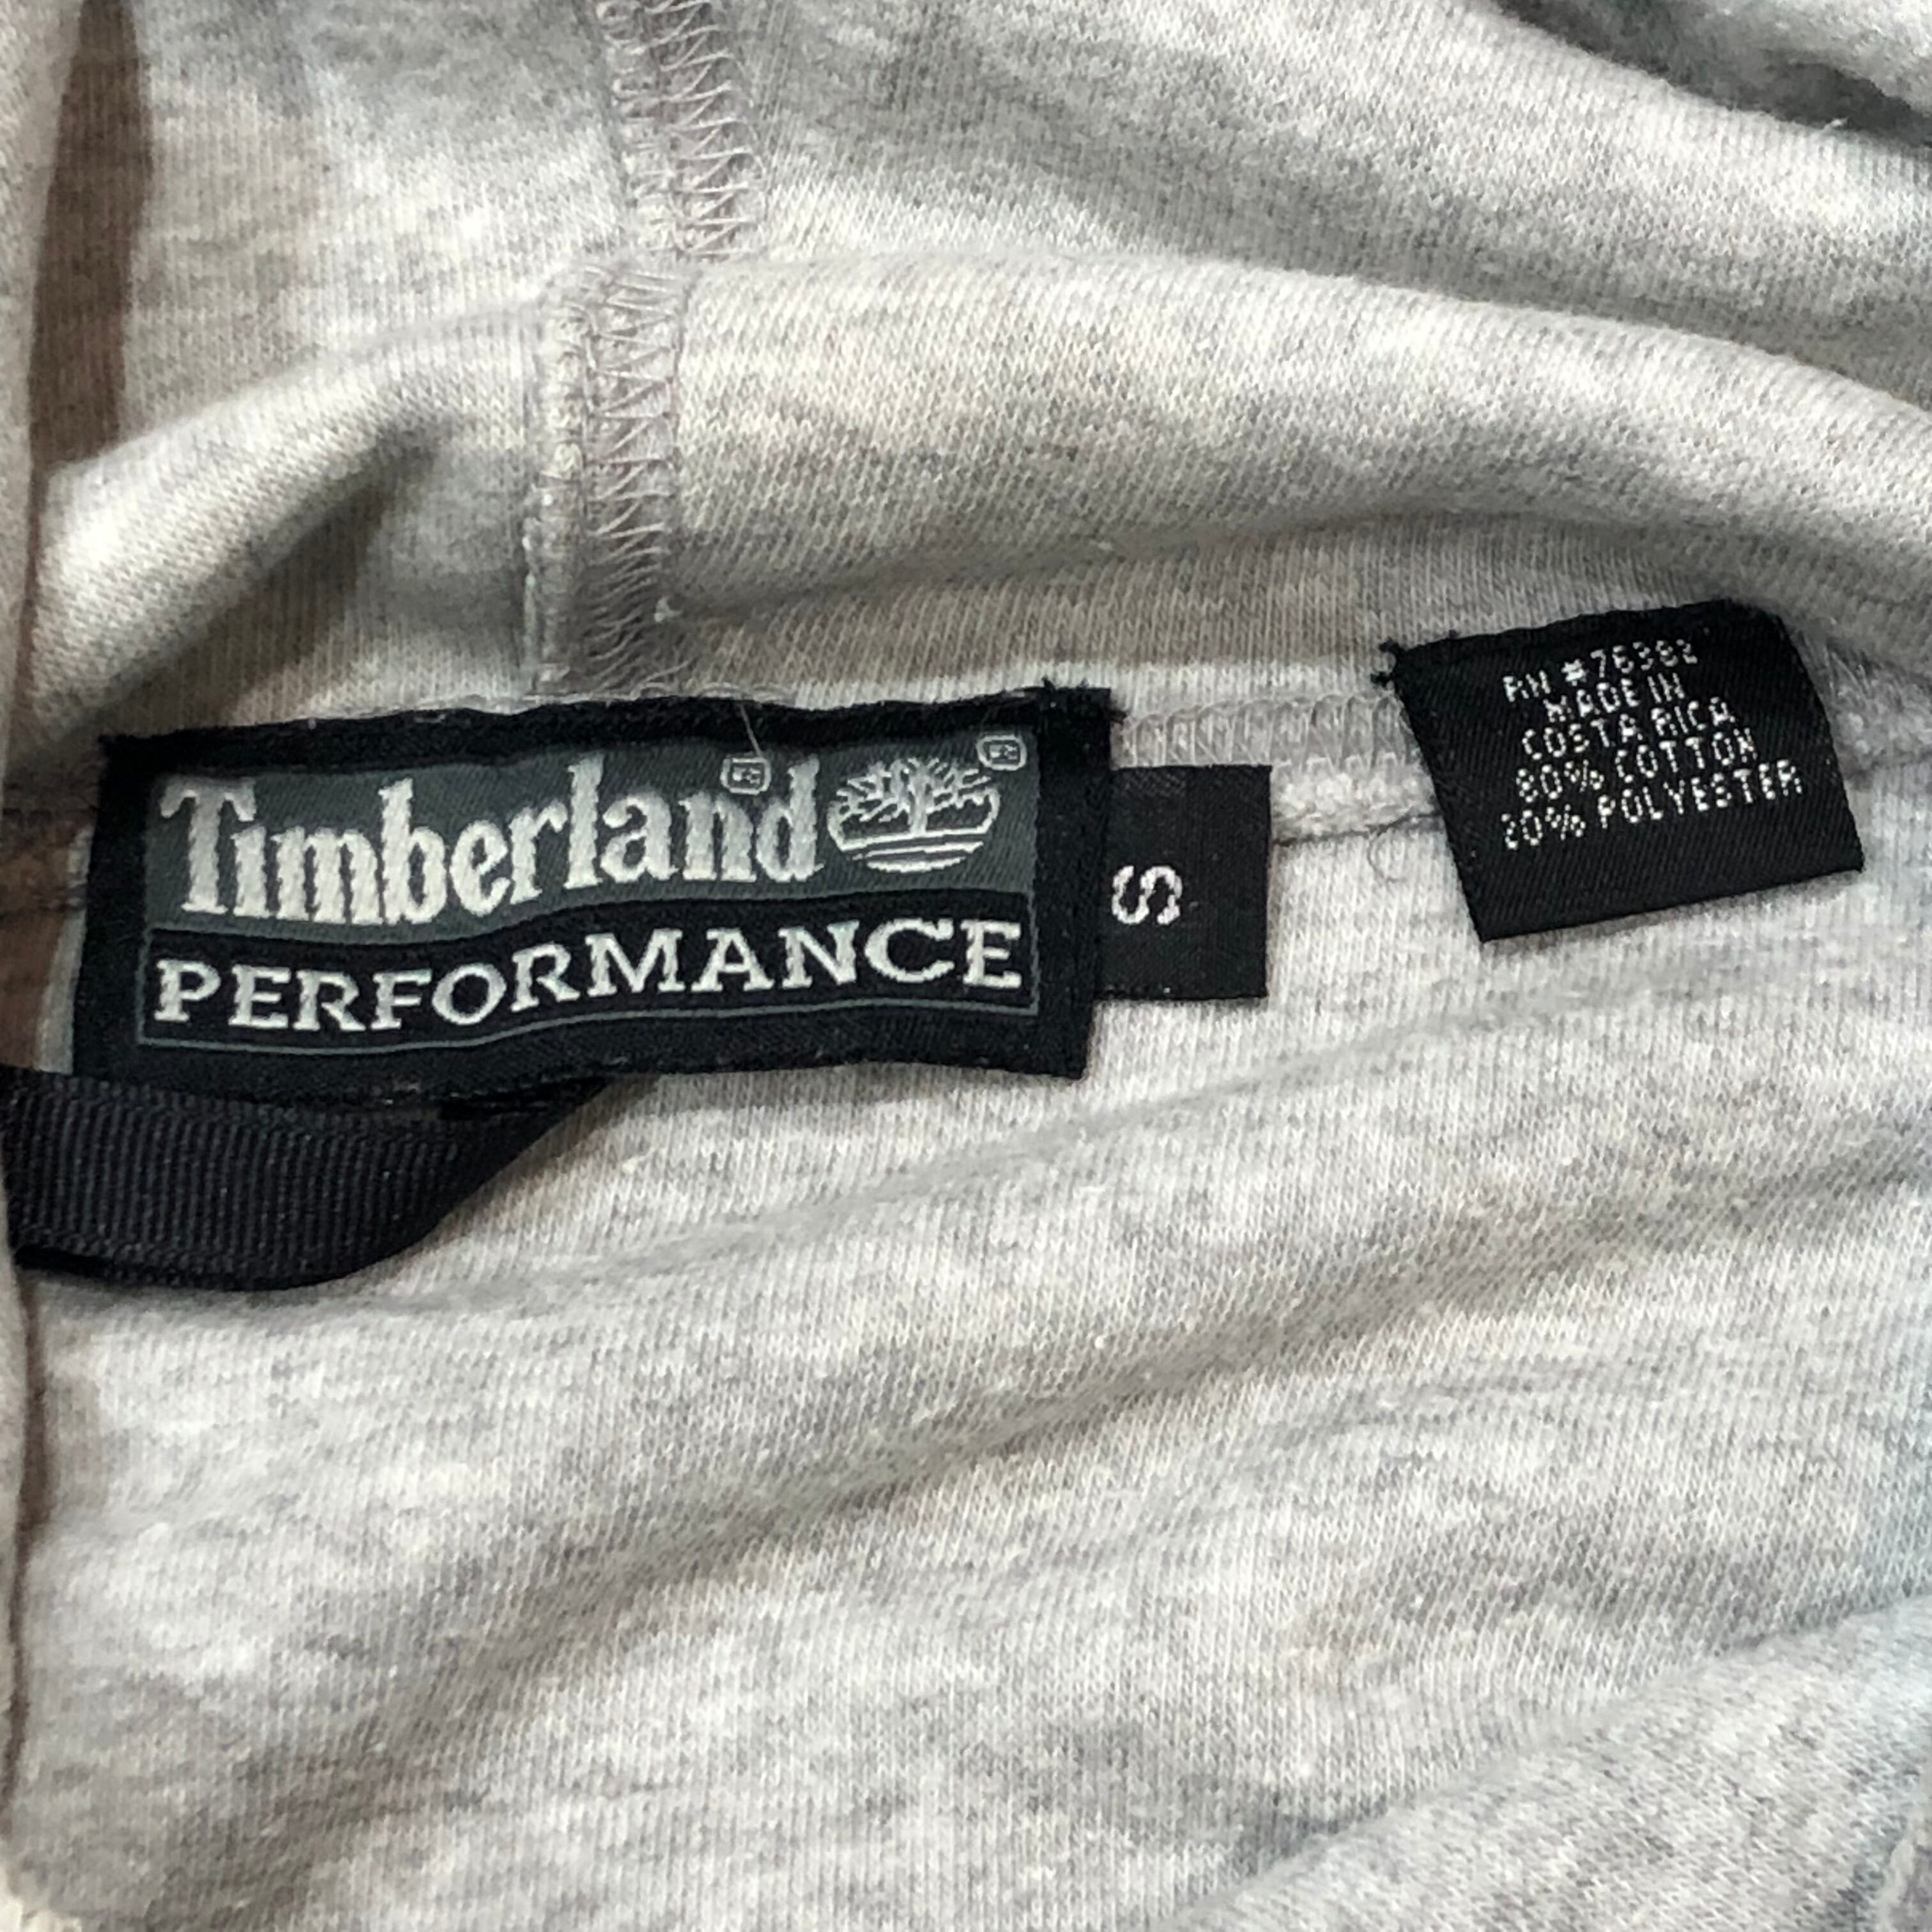 Timberland®®
PERFORMANCE
S
RN #76382
MADE IN
COSTA RICA
80% COTTON
20% POLYESTER